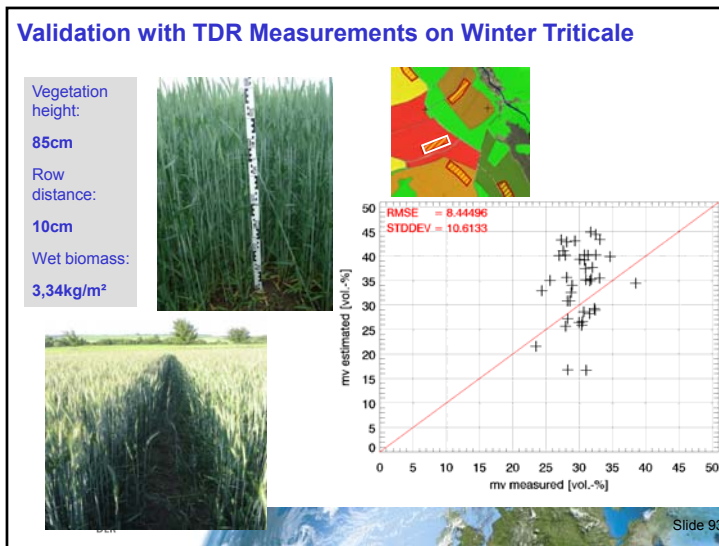 Validation with TDR Measurements on Winter Triticale
Vegetation
height:
85cm
Row
distance:
10cm
Wet biomass:
3,34kg/m²
RMSE = 8.44496
STDDEV = 10.6133
mv estimated [vol.-%]
50
45
40
35
30
25
20
15
10
5
0
0 5 10 15 20 25 30 35 40 45 50
mv measured [vol.-%]
Slide 93